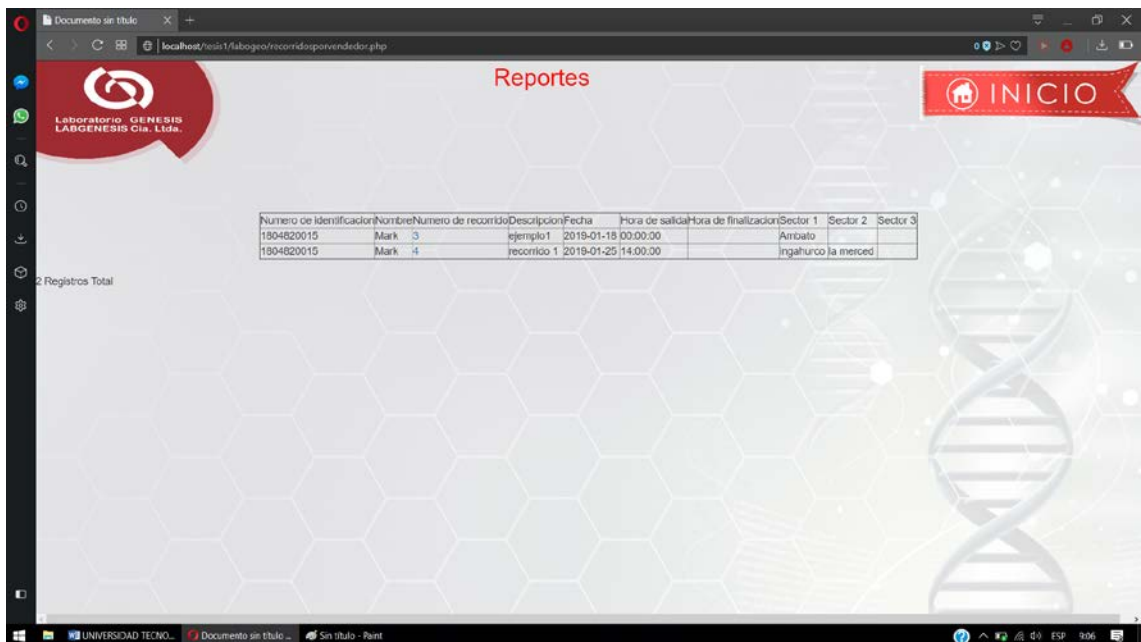 Documento sin título
localhost/tesis1/labogeo/recorridosporvendedor.php
Reportes
INICIO
Laboratorio GENESIS
LABGENESIS Cia. Ltda.
Numero de identificacion Nombre Numero de recorrido Descripcion Fecha Hora de salida Hora de finalizacion Sector 1 Sector 2 Sector 3
1804820015 Mark 3 ejemplo1 2019-01-18 00:00:00 Ambato
1804820015 Mark 4 recorrido 1 2019-01-25 14:00:00 ingahurco la merced
2 Registros Total
UNIVERSIDAD TECNO... Documento sin título ... Sin título - Paint ESP 9:06